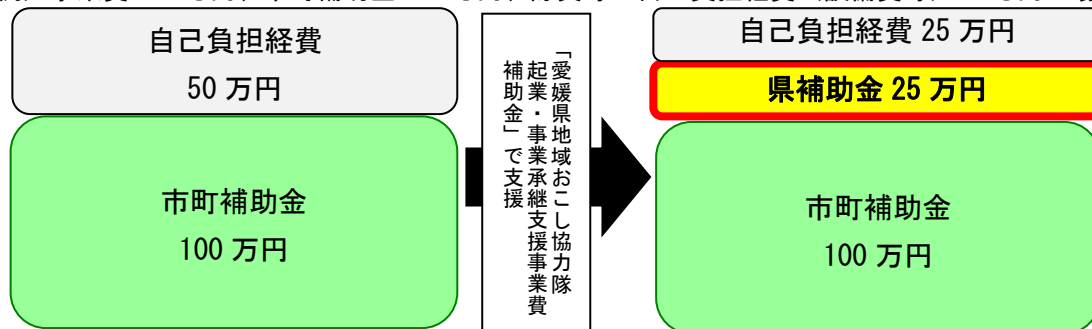 自己負担経費
50 万円
市町補助金
100 万円
「愛媛県地域おこし協力隊
起業・事業承継支援事業費
補助金」で支援
自己負担経費 25 万円
県補助金 25 万円
市町補助金
100 万円